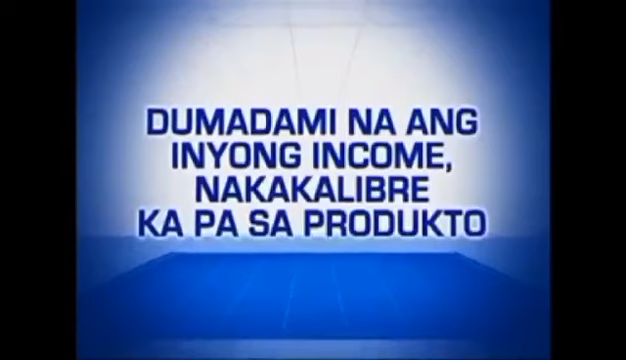 DUMADAMI NA ANG
INYONG INCOME,
NAKAKALIBRE
KA PA SA PRODUKTO